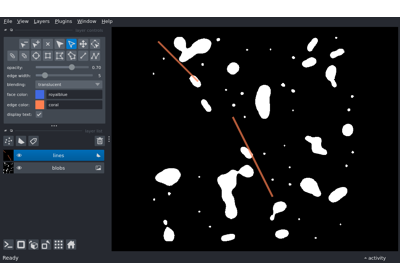 File View Layers Plugins Window Help
opacity: 0.70
edge width: 5
blending: translucent
face color: royalblue
edge color: coral
display text:
lines
blobs
Ready
activity